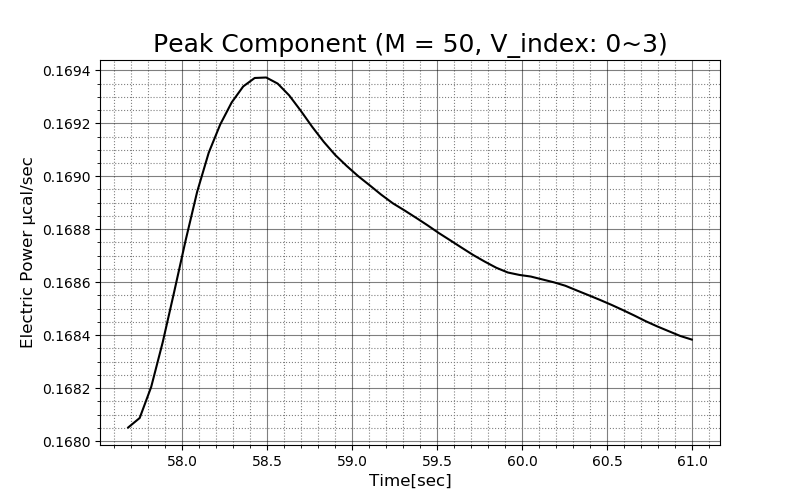 Peak Component (M = 50, V_index: 0~3)
Electric Power μcal/sec
0.1694
0.1692
0.1690
0.1688
0.1686
0.1684
0.1682
0.1680
58.0 58.5 59.0 59.5 60.0 60.5 61.0
Time[sec]